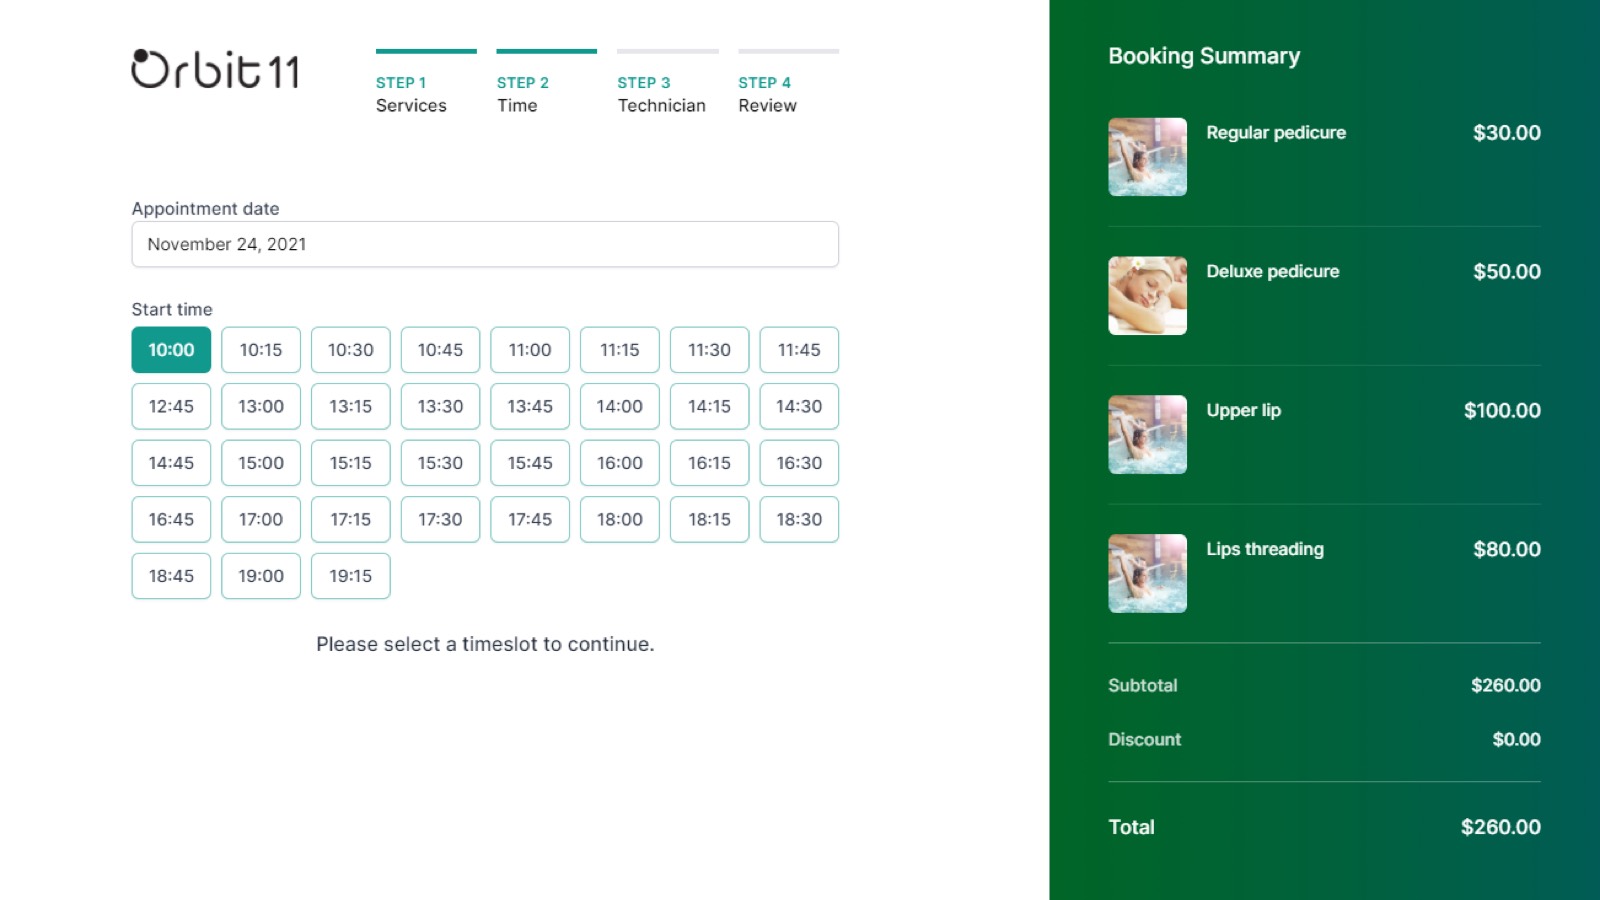 Orbit11
STEP 1
Services
STEP 2
Time
STEP 3
Technician
STEP 4
Review
Appointment date
November 24, 2021
Start time
10:00 10:15 10:30 10:45 11:00 11:15 11:30 11:45
12:45 13:00 13:15 13:30 13:45 14:00 14:15 14:30
14:45 15:00 15:15 15:30 15:45 16:00 16:15 16:30
16:45 17:00 17:15 17:30 17:45 18:00 18:15 18:30
18:45 19:00 19:15
Please select a timeslot to continue.
Booking Summary
Regular pedicure $30.00
Deluxe pedicure $50.00
Upper lip $100.00
Lips threading $80.00
Subtotal $260.00
Discount $0.00
Total $260.00